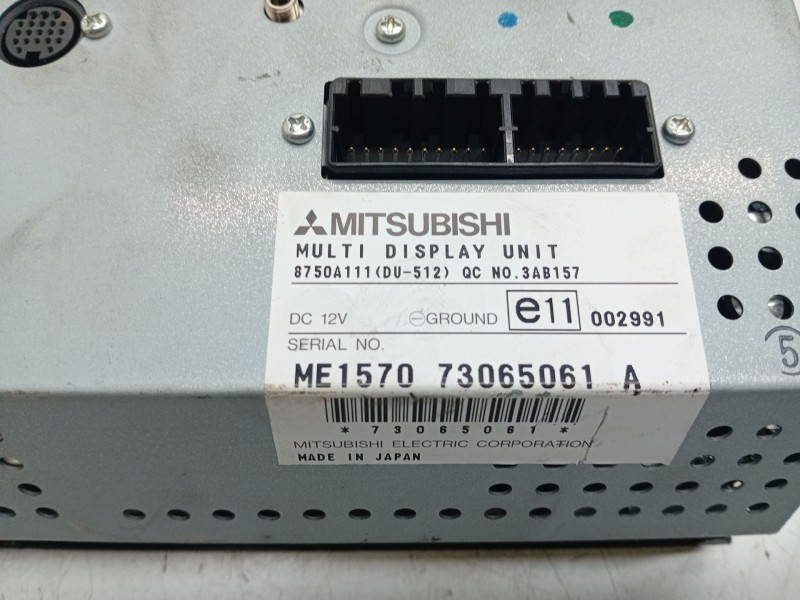 MITSUBISHI
MULTI DISPLAY UNIT
8750A111(DU-512) QC NO.3AB157
DC 12V ⊖GROUND e11 002991
SERIAL NO.
ME1570 73065061 A
*73065061*
MITSUBISHI ELECTRIC CORPORATION
MADE IN JAPAN
5